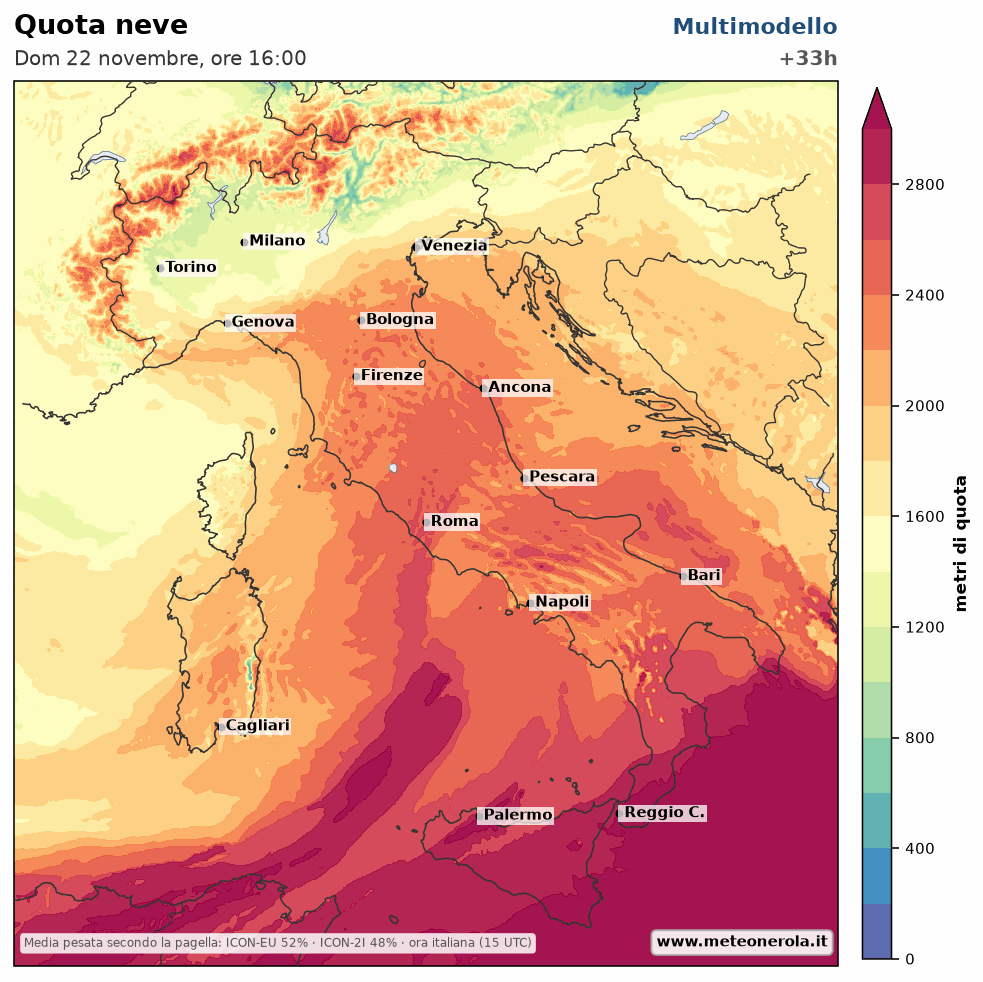 Quota neve
Multimodello
Dom 22 novembre, ore 16:00
+33h
Milano
Venezia
Torino
Genova
Bologna
Firenze
Ancona
Pescara
Roma
Bari
Napoli
Cagliari
Palermo
Reggio C.
2800
2400
2000
1600
1200
800
400
0
metri di quota
Media pesata secondo la pagella: ICON-EU 52% · ICON-2I 48% · ora italiana (15 UTC)
www.meteonerola.it